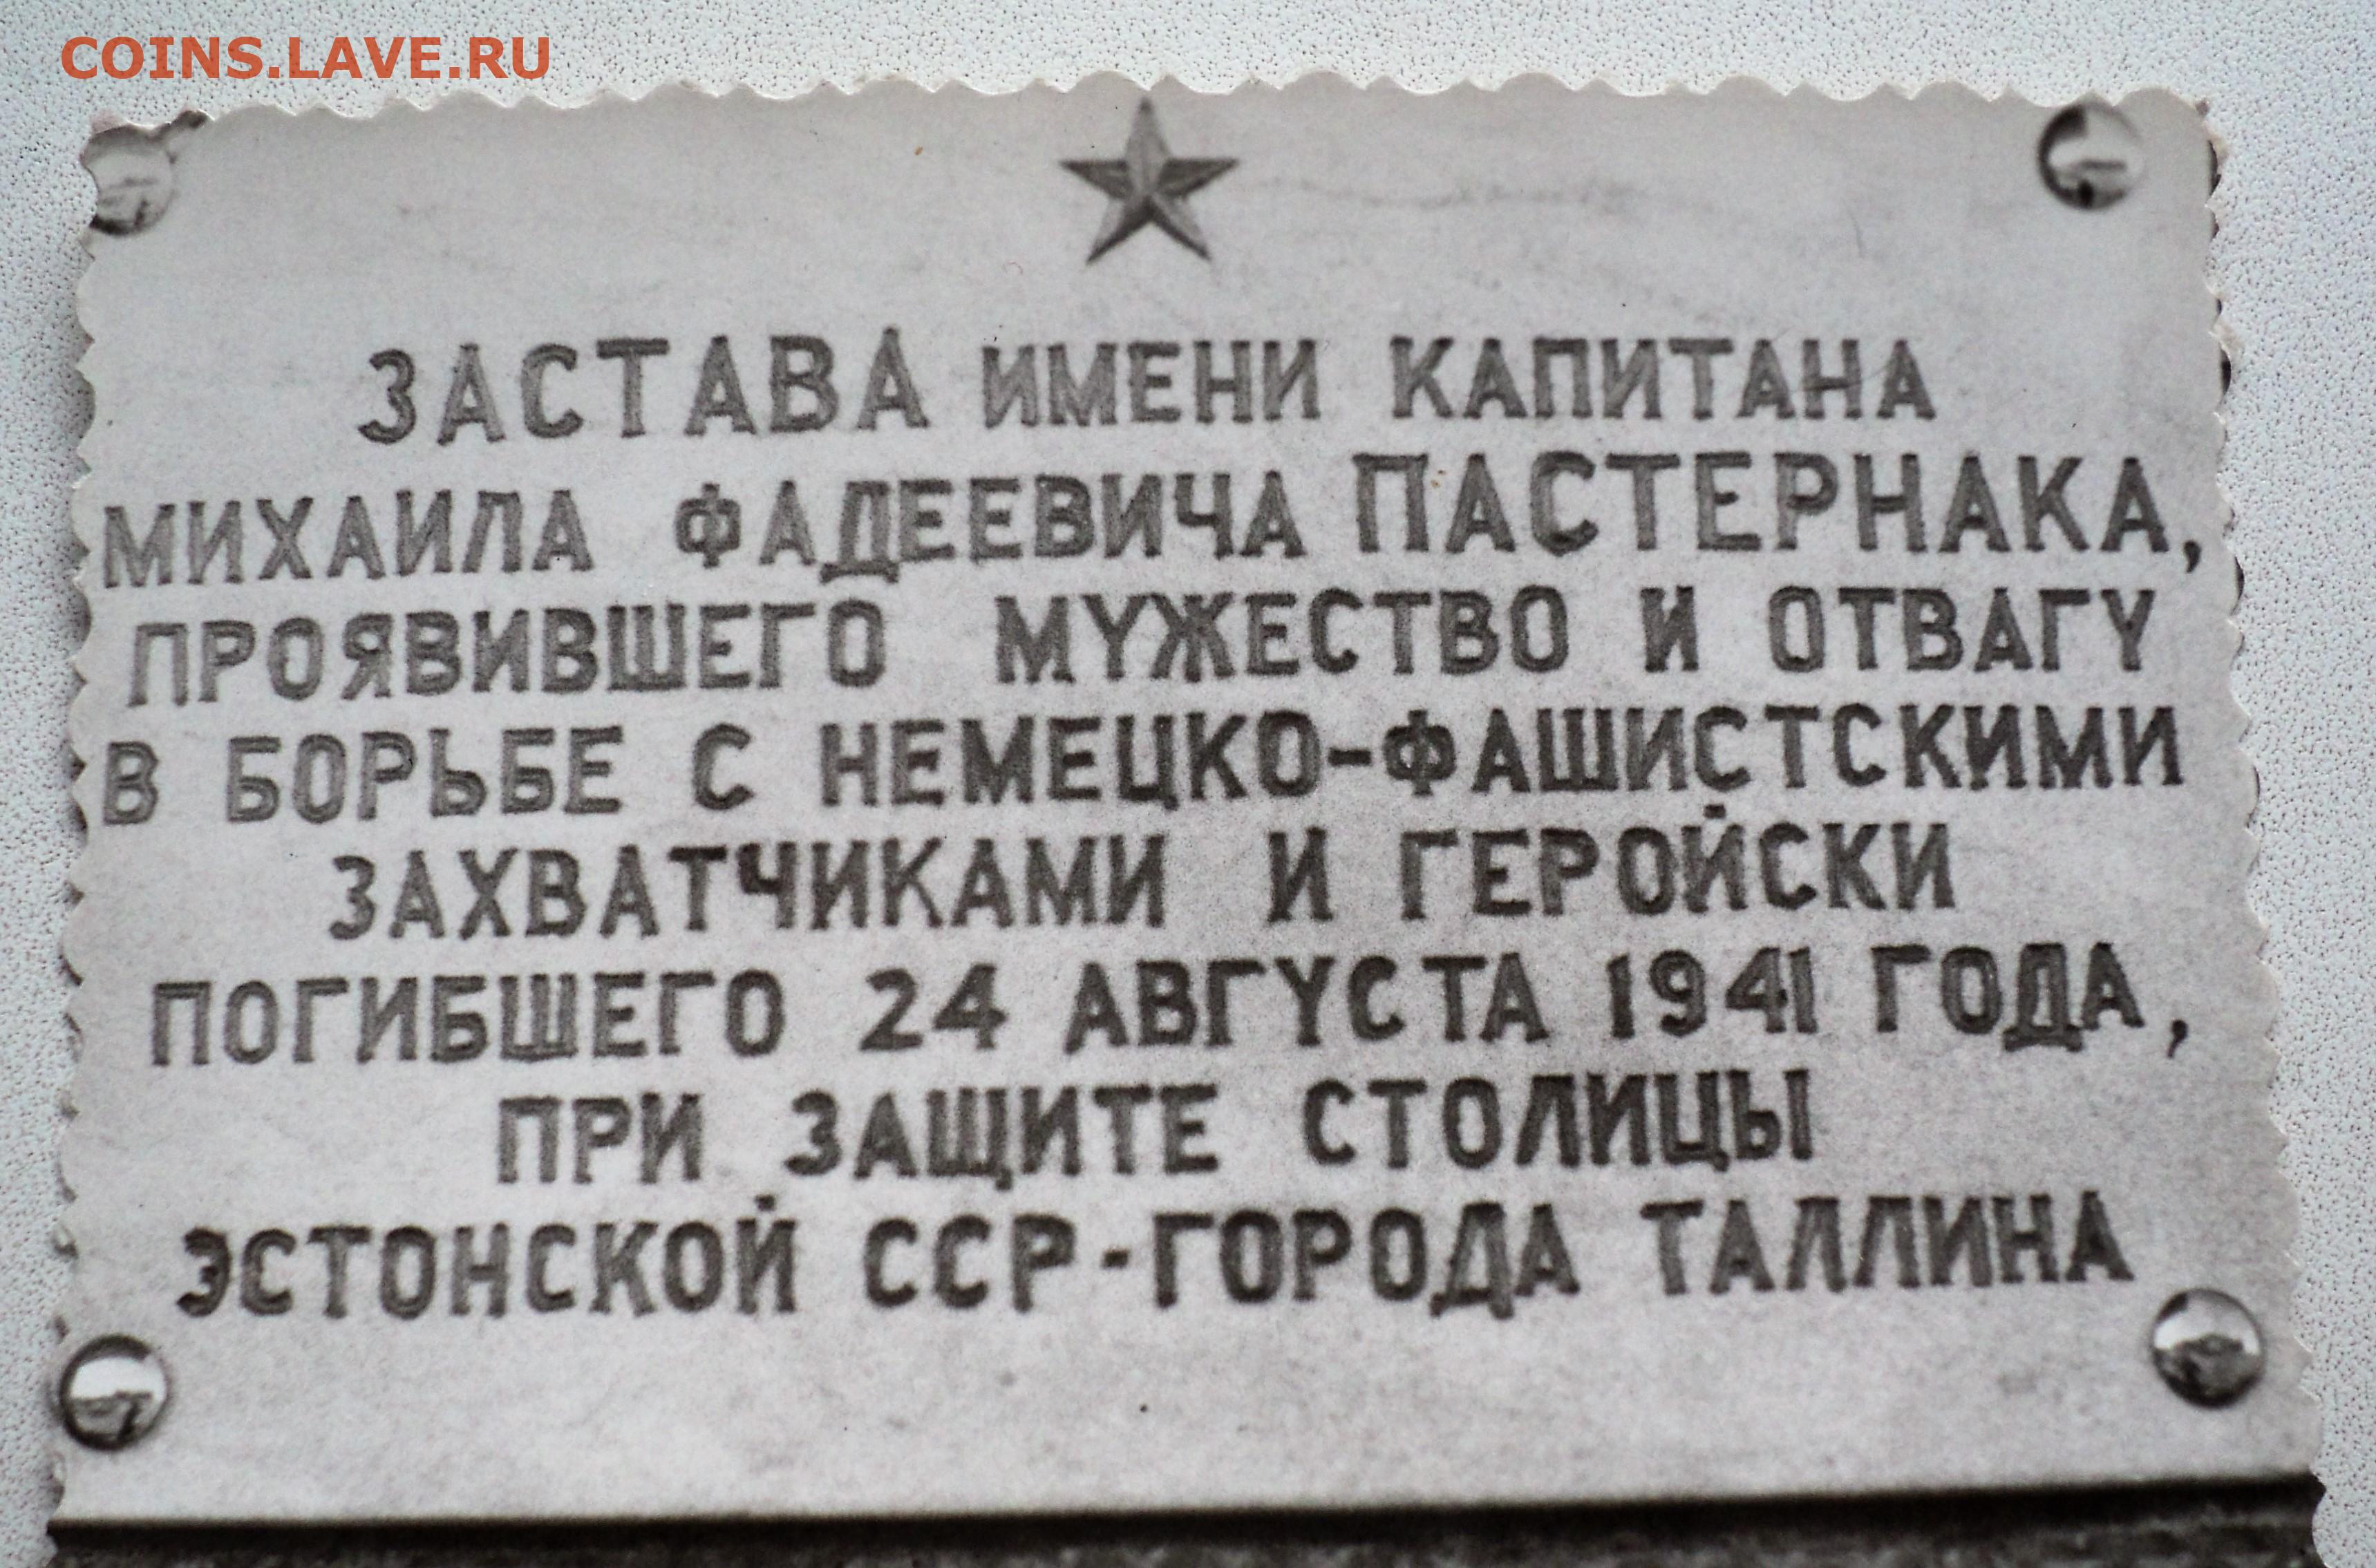 COINS.LAVE.RU
ЗАСТАВА ИМЕНИ КАПИТАНА
МИХАИЛА ФАДЕЕВИЧА ПАСТЕРНАКА,
ПРОЯВИВШЕГО МУЖЕСТВО И ОТВАГУ
В БОРЬБЕ С НЕМЕЦКО-ФАШИСТСКИМИ
ЗАХВАТЧИКАМИ И ГЕРОЙСКИ
ПОГИБШЕГО 24 АВГУСТА 1941 ГОДА,
ПРИ ЗАЩИТЕ СТОЛИЦЫ
ЭСТОНСКОЙ ССР-ГОРОДА ТАЛЛИНА